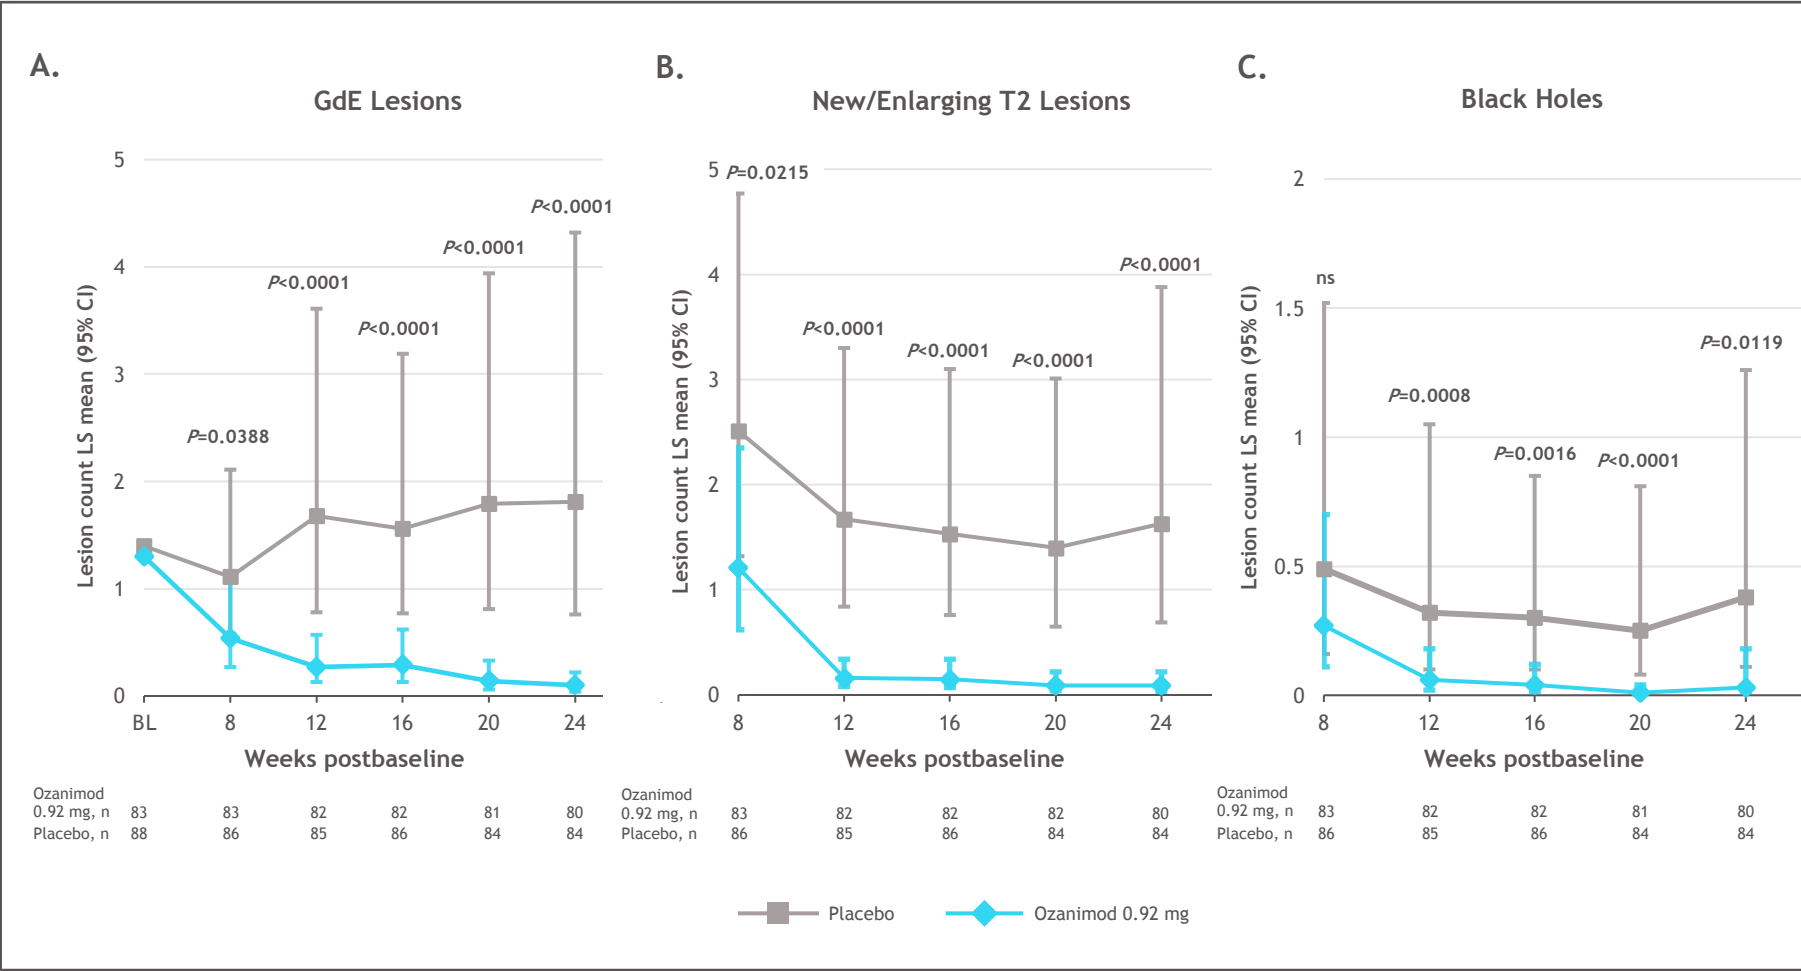 A.
GdE Lesions
Lesion count LS mean (95% CI)
5
4
3
2
1
0
P=0.0388
P<0.0001
P<0.0001
P<0.0001
P<0.0001
BL 8 12 16 20 24
Weeks postbaseline
Ozanimod
0.92 mg, n 83 83 82 82 81 80
Placebo, n 88 86 85 86 84 84
B.
New/Enlarging T2 Lesions
Lesion count LS mean (95% CI)
5
4
3
2
1
0
P=0.0215
P<0.0001
P<0.0001
P<0.0001
P<0.0001
8 12 16 20 24
Weeks postbaseline
Ozanimod
0.92 mg, n 83 82 82 82 80
Placebo, n 86 85 86 84 84
C.
Black Holes
Lesion count LS mean (95% CI)
2
1.5
1
0.5
0
ns
P=0.0008
P=0.0016
P<0.0001
P=0.0119
8 12 16 20 24
Weeks postbaseline
Ozanimod
0.92 mg, n 83 82 82 81 80
Placebo, n 86 85 86 84 84
Placebo
Ozanimod 0.92 mg